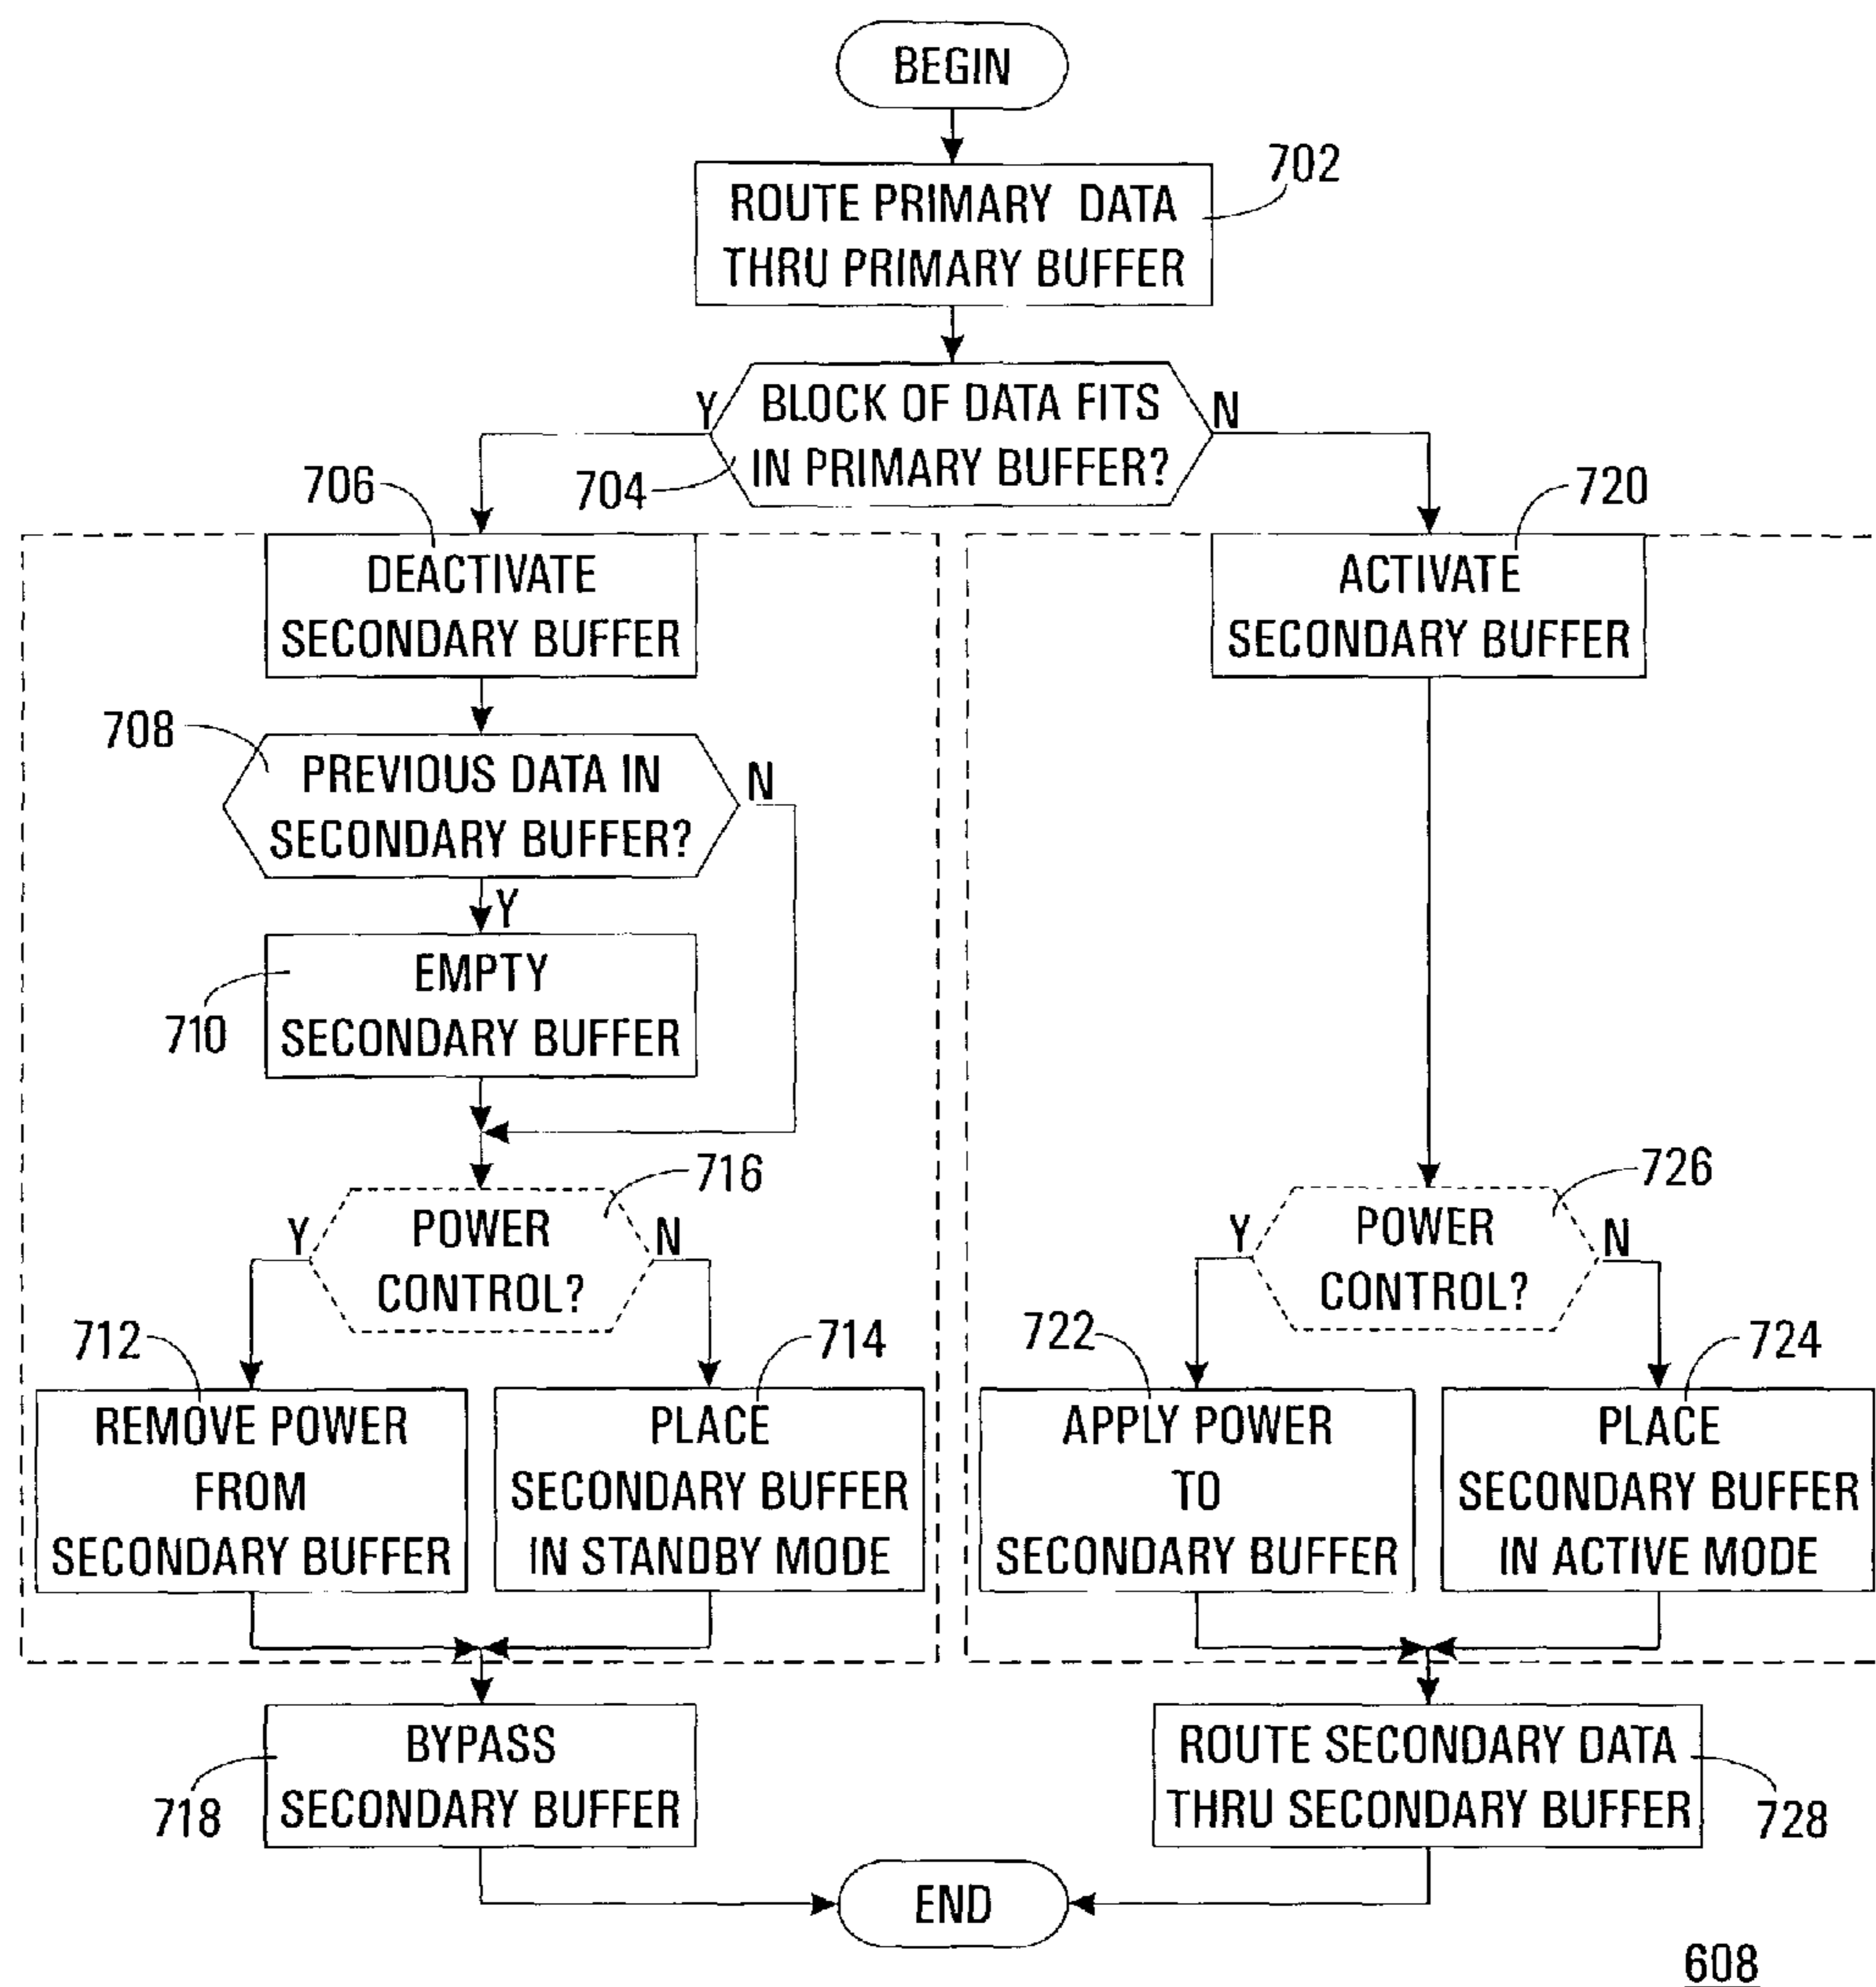 BEGIN
702
ROUTE PRIMARY DATA
THRU PRIMARY BUFFER
Y
BLOCK OF DATA FITS
IN PRIMARY BUFFER?
N
704
706
DEACTIVATE
SECONDARY BUFFER
720
ACTIVATE
SECONDARY BUFFER
708
PREVIOUS DATA IN
SECONDARY BUFFER?
N
Y
710
EMPTY
SECONDARY BUFFER
716
Y
POWER
CONTROL?
N
726
Y
POWER
CONTROL?
N
712
REMOVE POWER
FROM
SECONDARY BUFFER
714
PLACE
SECONDARY BUFFER
IN STANDBY MODE
722
APPLY POWER
TO
SECONDARY BUFFER
724
PLACE
SECONDARY BUFFER
IN ACTIVE MODE
718
BYPASS
SECONDARY BUFFER
ROUTE SECONDARY DATA
THRU SECONDARY BUFFER
728
END
608